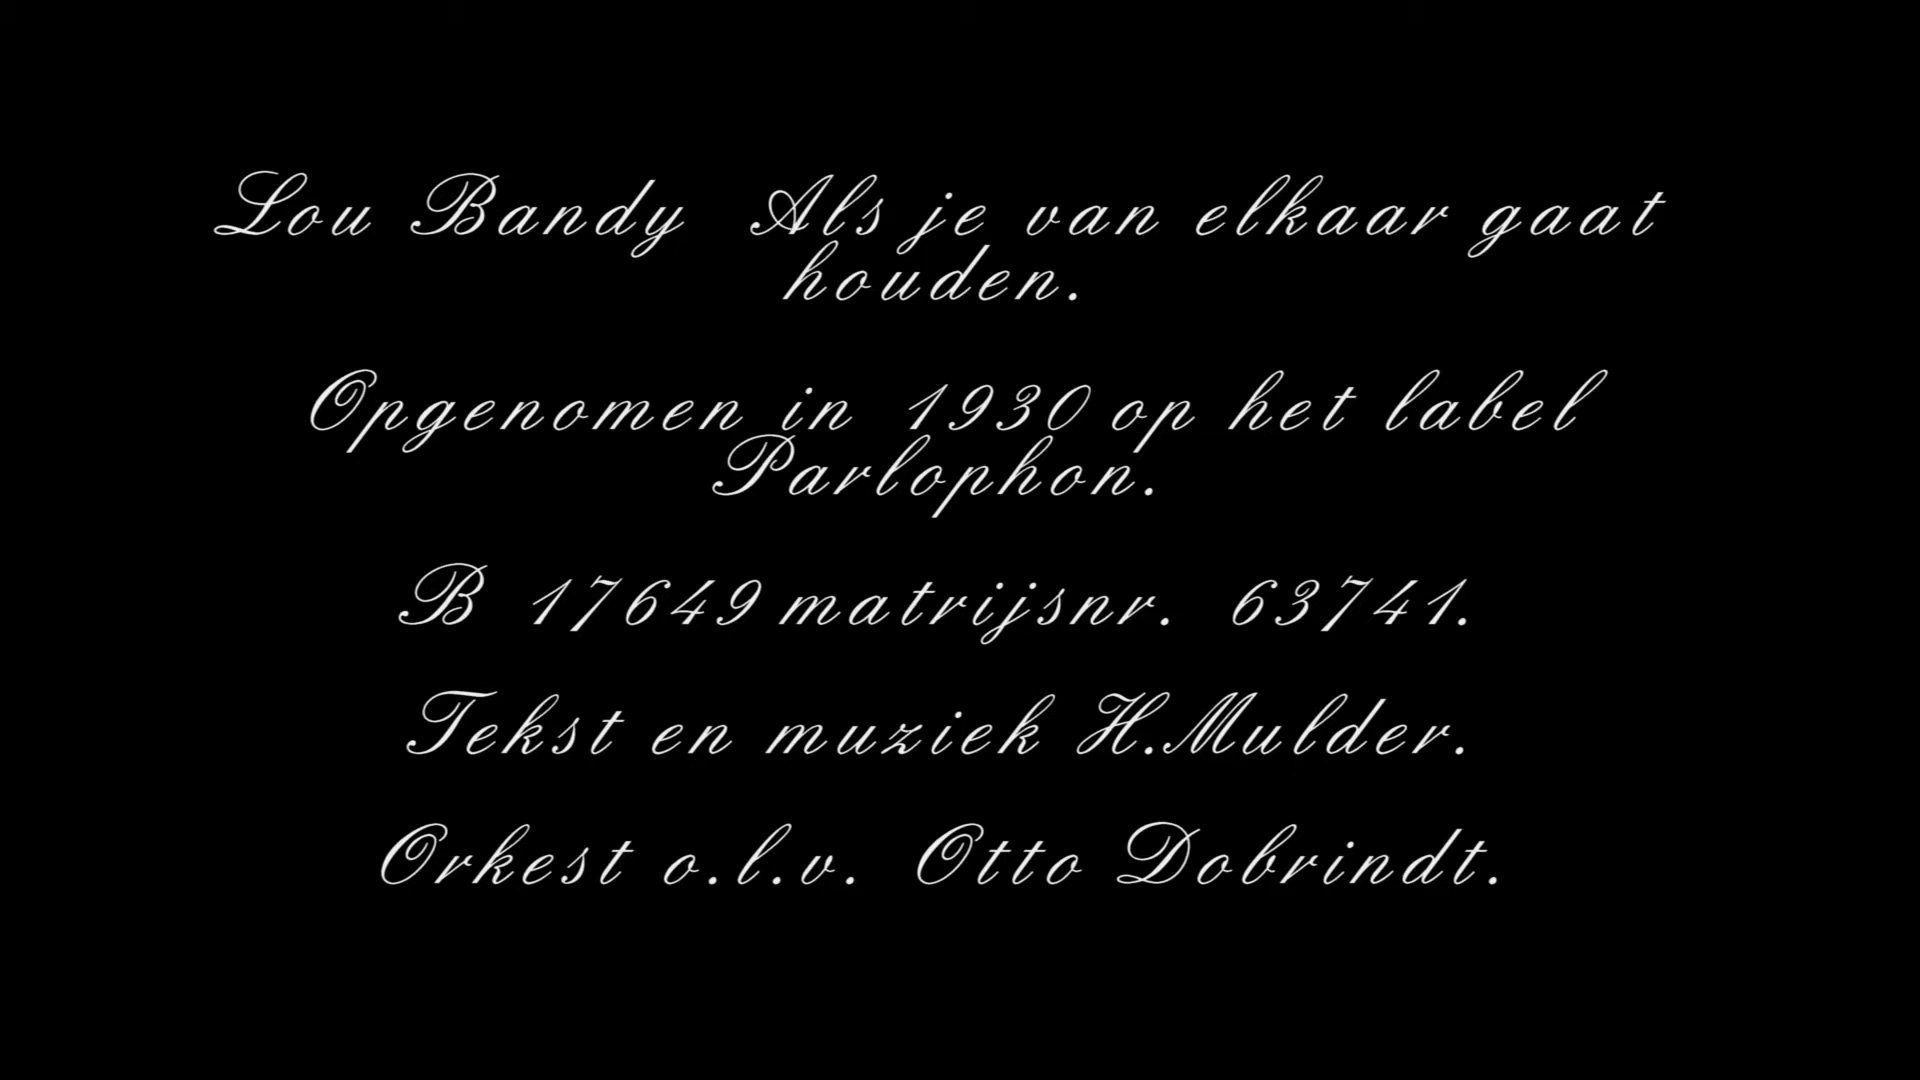 Lou Bandy Als je van elkaar gaat
houden.
Opgenomen in 1930 op het label
Parlophon.
B 17649 matrijsnr. 63741.
Tekst en muziek H.Mulder.
Orkest o.l.v. Otto Dobrindt.